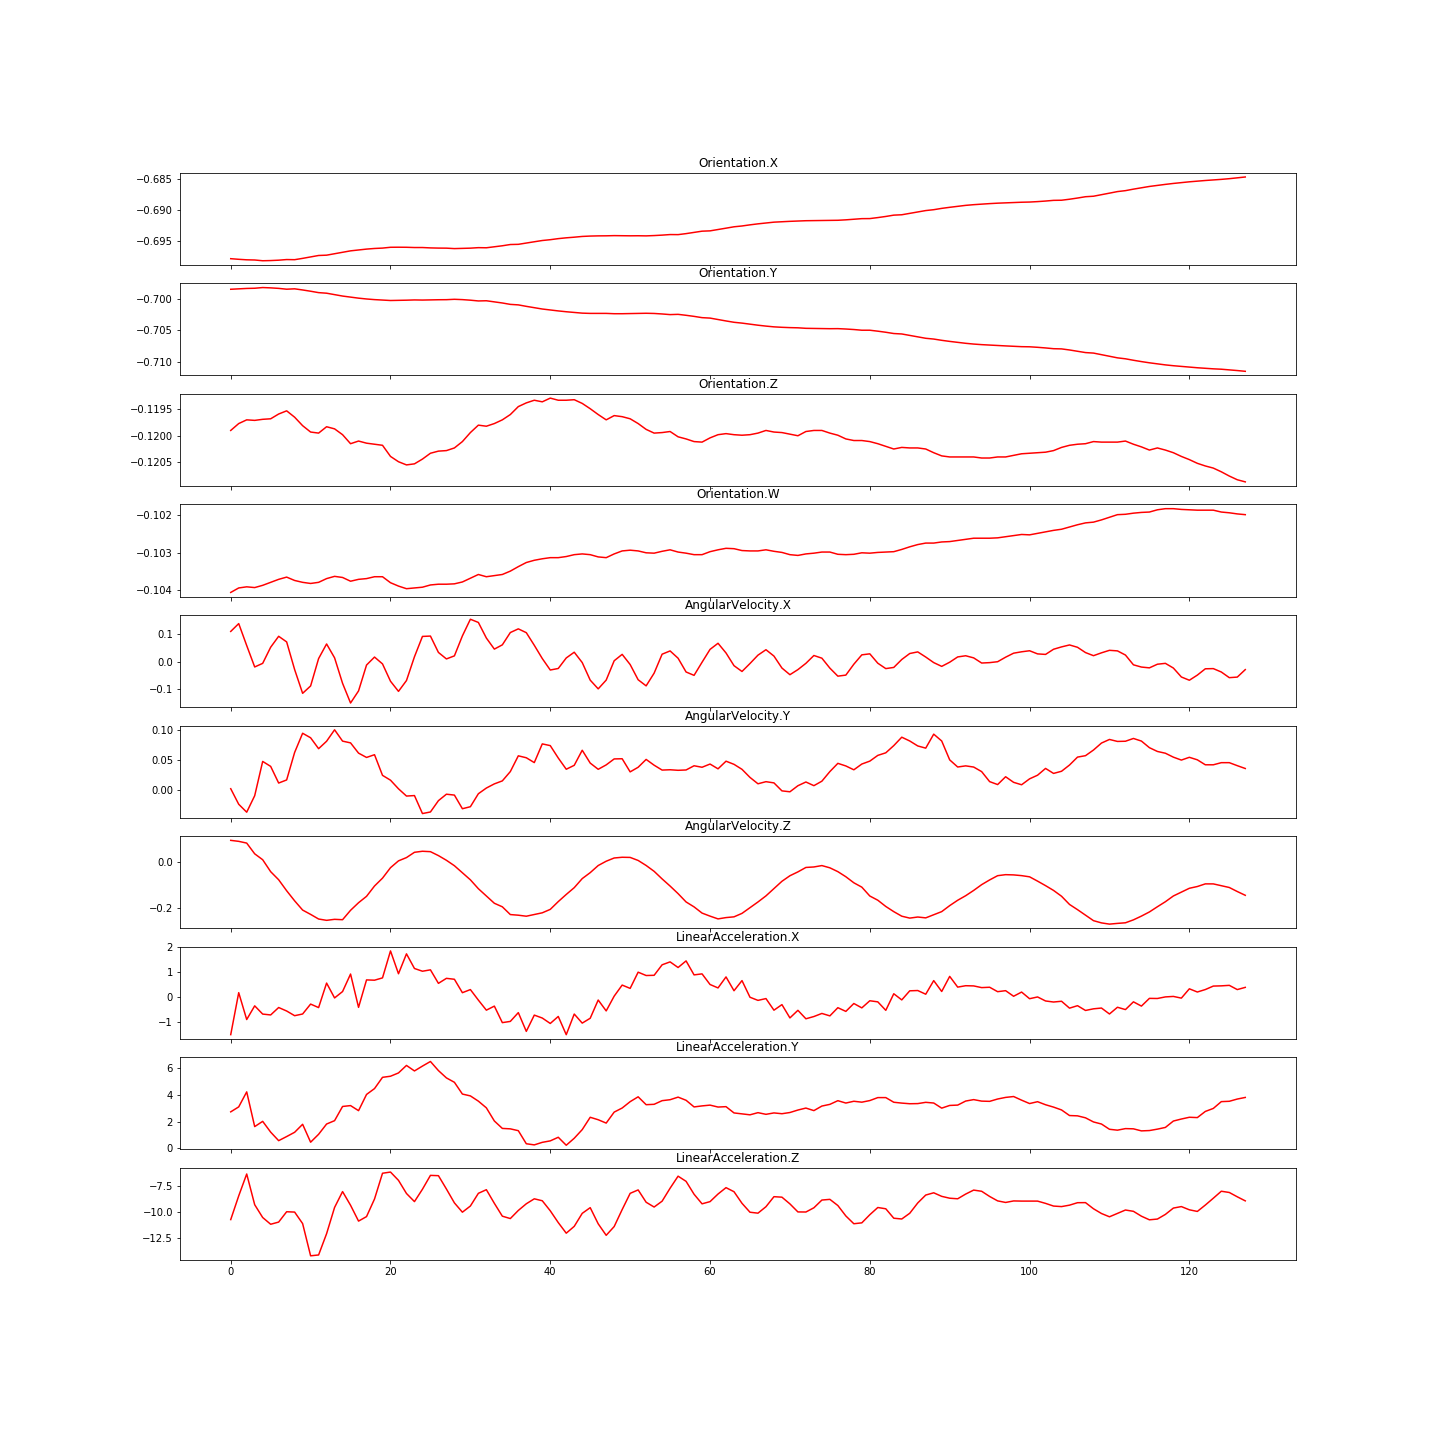 Orientation.X
−0.685
−0.690
−0.695
Orientation.Y
−0.700
−0.705
−0.710
Orientation.Z
−0.1195
−0.1200
−0.1205
Orientation.W
−0.102
−0.103
−0.104
AngularVelocity.X
0.1
0.0
−0.1
AngularVelocity.Y
0.10
0.05
0.00
AngularVelocity.Z
0.0
−0.2
LinearAcceleration.X
2
1
0
−1
LinearAcceleration.Y
6
4
2
0
LinearAcceleration.Z
−7.5
−10.0
−12.5
0 20 40 60 80 100 120